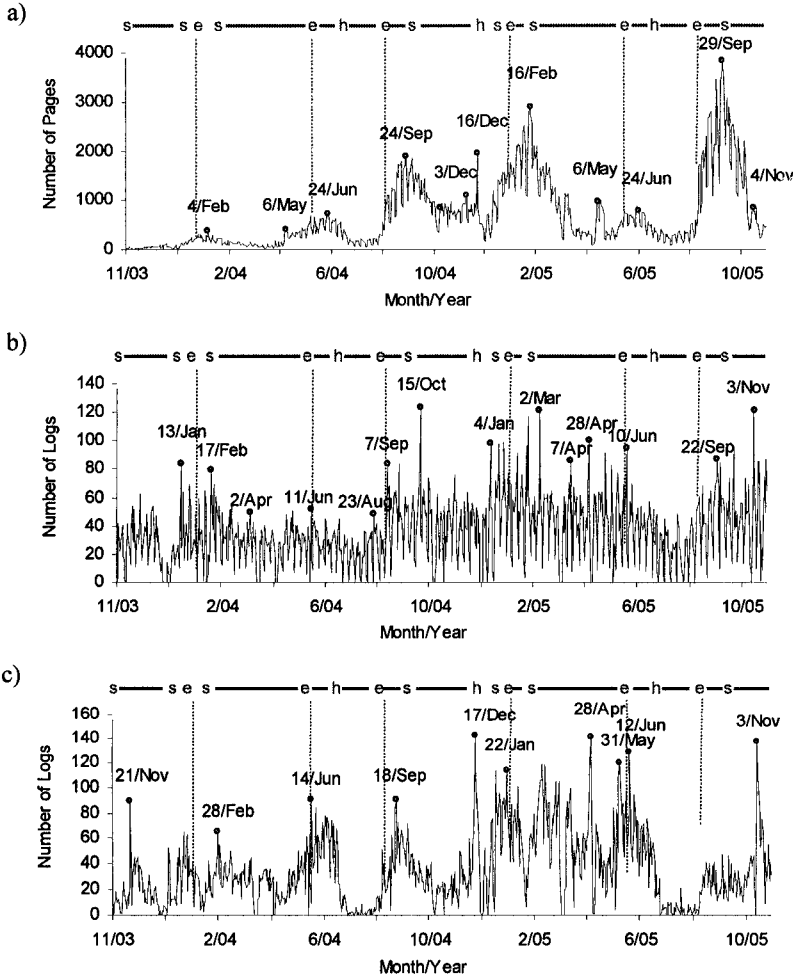 a)
s s e s e h e s h s e s e h e s
Number of Pages
4000
3000
2000
1000
0
4/Feb
6/May
24/Jun
24/Sep
3/Dec
16/Dec
16/Feb
6/May
24/Jun
29/Sep
4/Nov
11/03 2/04 6/04 10/04 2/05 6/05 10/05
Month/Year
b)
s s e s e h e s h s e s e h e s
Number of Logs
140
120
100
80
60
40
20
0
13/Jan
17/Feb
2/Apr
11/Jun
23/Aug
7/Sep
15/Oct
4/Jan
2/Mar
7/Apr
28/Apr
10/Jun
22/Sep
3/Nov
11/03 2/04 6/04 10/04 2/05 6/05 10/05
Month/Year
c)
s s e s e h e s h s e s e h e s
Number of Logs
160
140
120
100
80
60
40
20
0
21/Nov
28/Feb
14/Jun
18/Sep
17/Dec
22/Jan
28/Apr
31/May
12/Jun
3/Nov
11/03 2/04 6/04 10/04 2/05 6/05 10/05
Month/Year